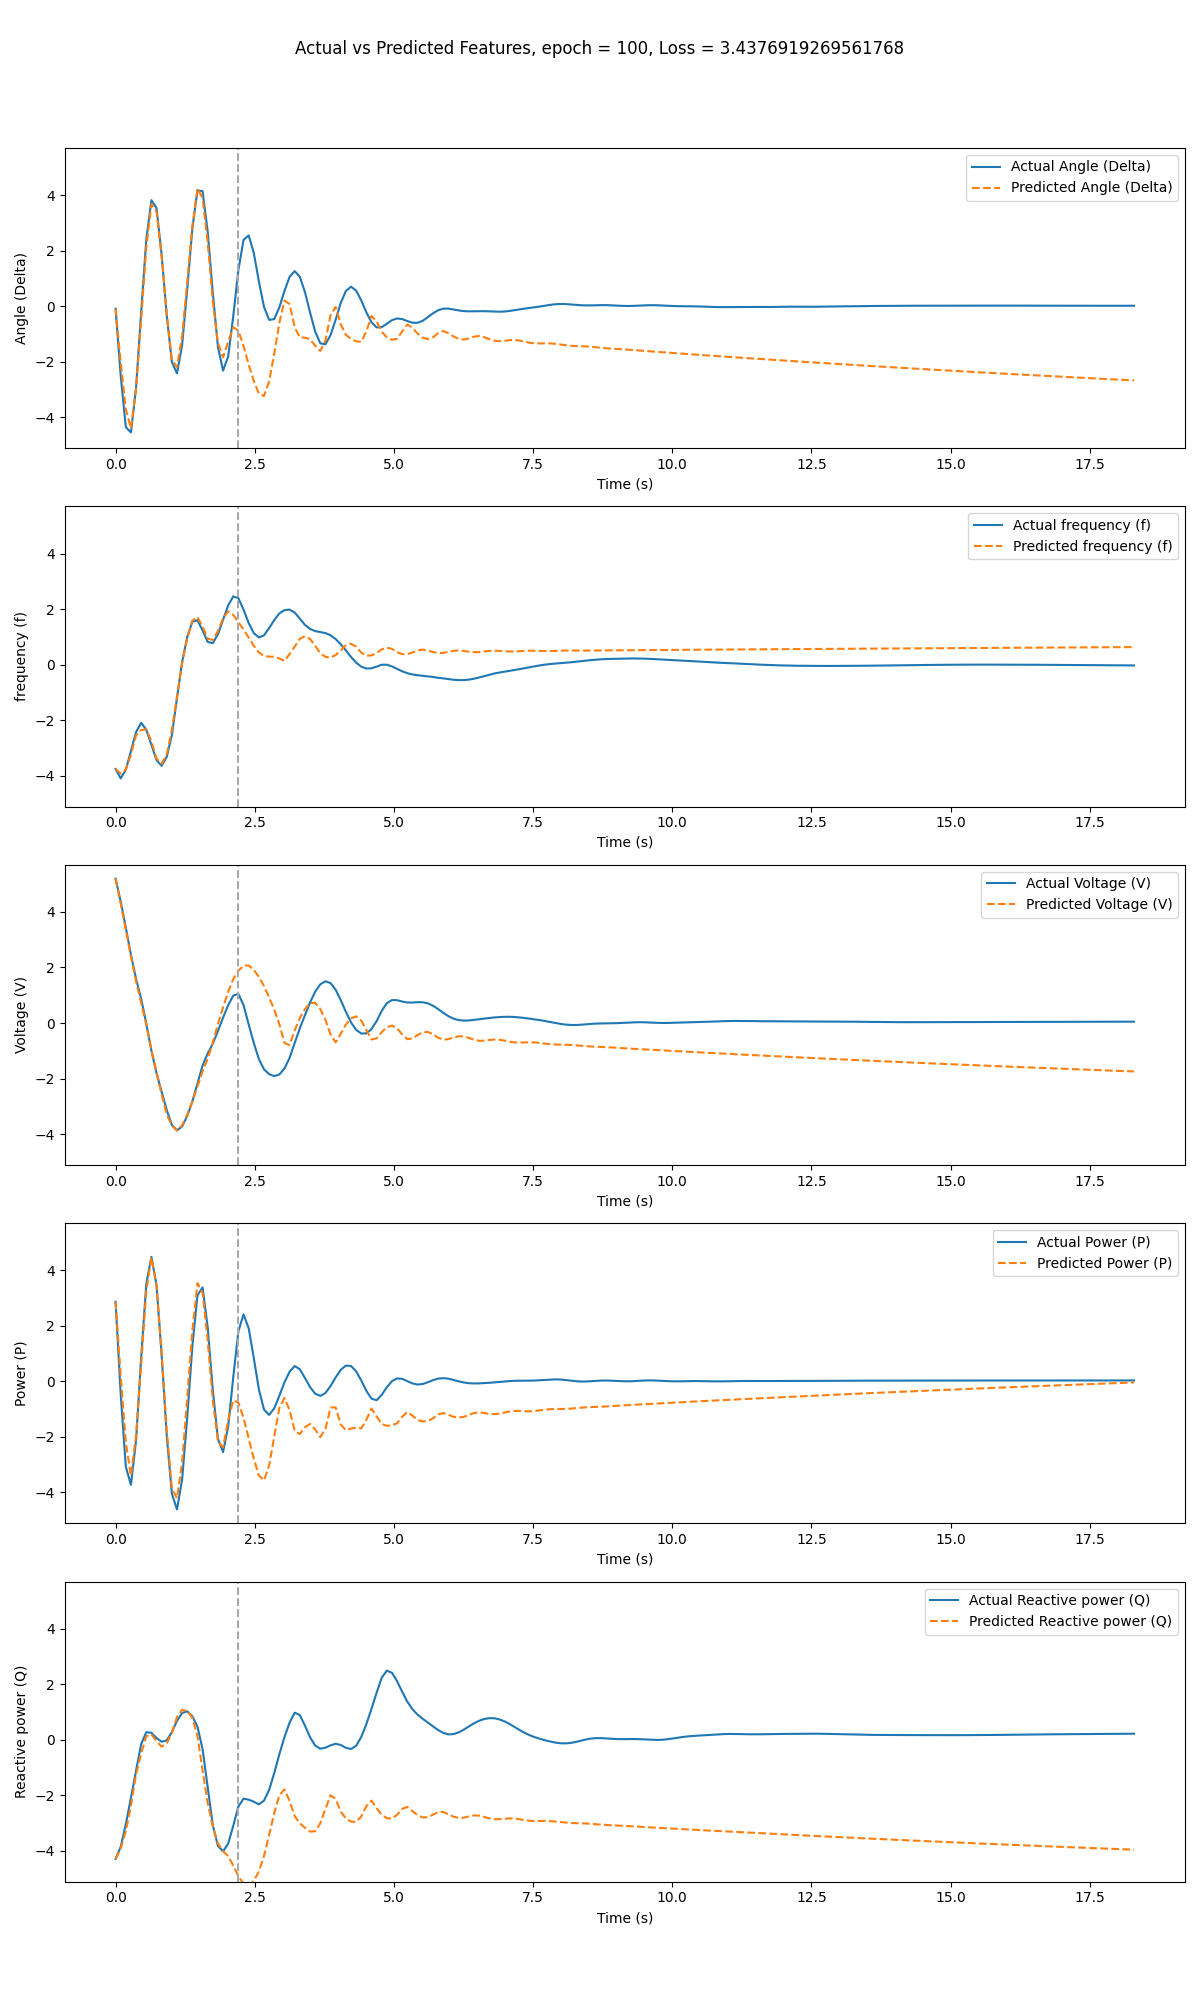 Actual vs Predicted Features, epoch = 100, Loss = 3.4376919269561768
Actual Angle (Delta)
Predicted Angle (Delta)
Angle (Delta)
4
2
0
−2
−4
0.0 2.5 5.0 7.5 10.0 12.5 15.0 17.5
Time (s)
Actual frequency (f)
Predicted frequency (f)
frequency (f)
4
2
0
−2
−4
0.0 2.5 5.0 7.5 10.0 12.5 15.0 17.5
Time (s)
Actual Voltage (V)
Predicted Voltage (V)
Voltage (V)
4
2
0
−2
−4
0.0 2.5 5.0 7.5 10.0 12.5 15.0 17.5
Time (s)
Actual Power (P)
Predicted Power (P)
Power (P)
4
2
0
−2
−4
0.0 2.5 5.0 7.5 10.0 12.5 15.0 17.5
Time (s)
Actual Reactive power (Q)
Predicted Reactive power (Q)
Reactive power (Q)
4
2
0
−2
−4
0.0 2.5 5.0 7.5 10.0 12.5 15.0 17.5
Time (s)